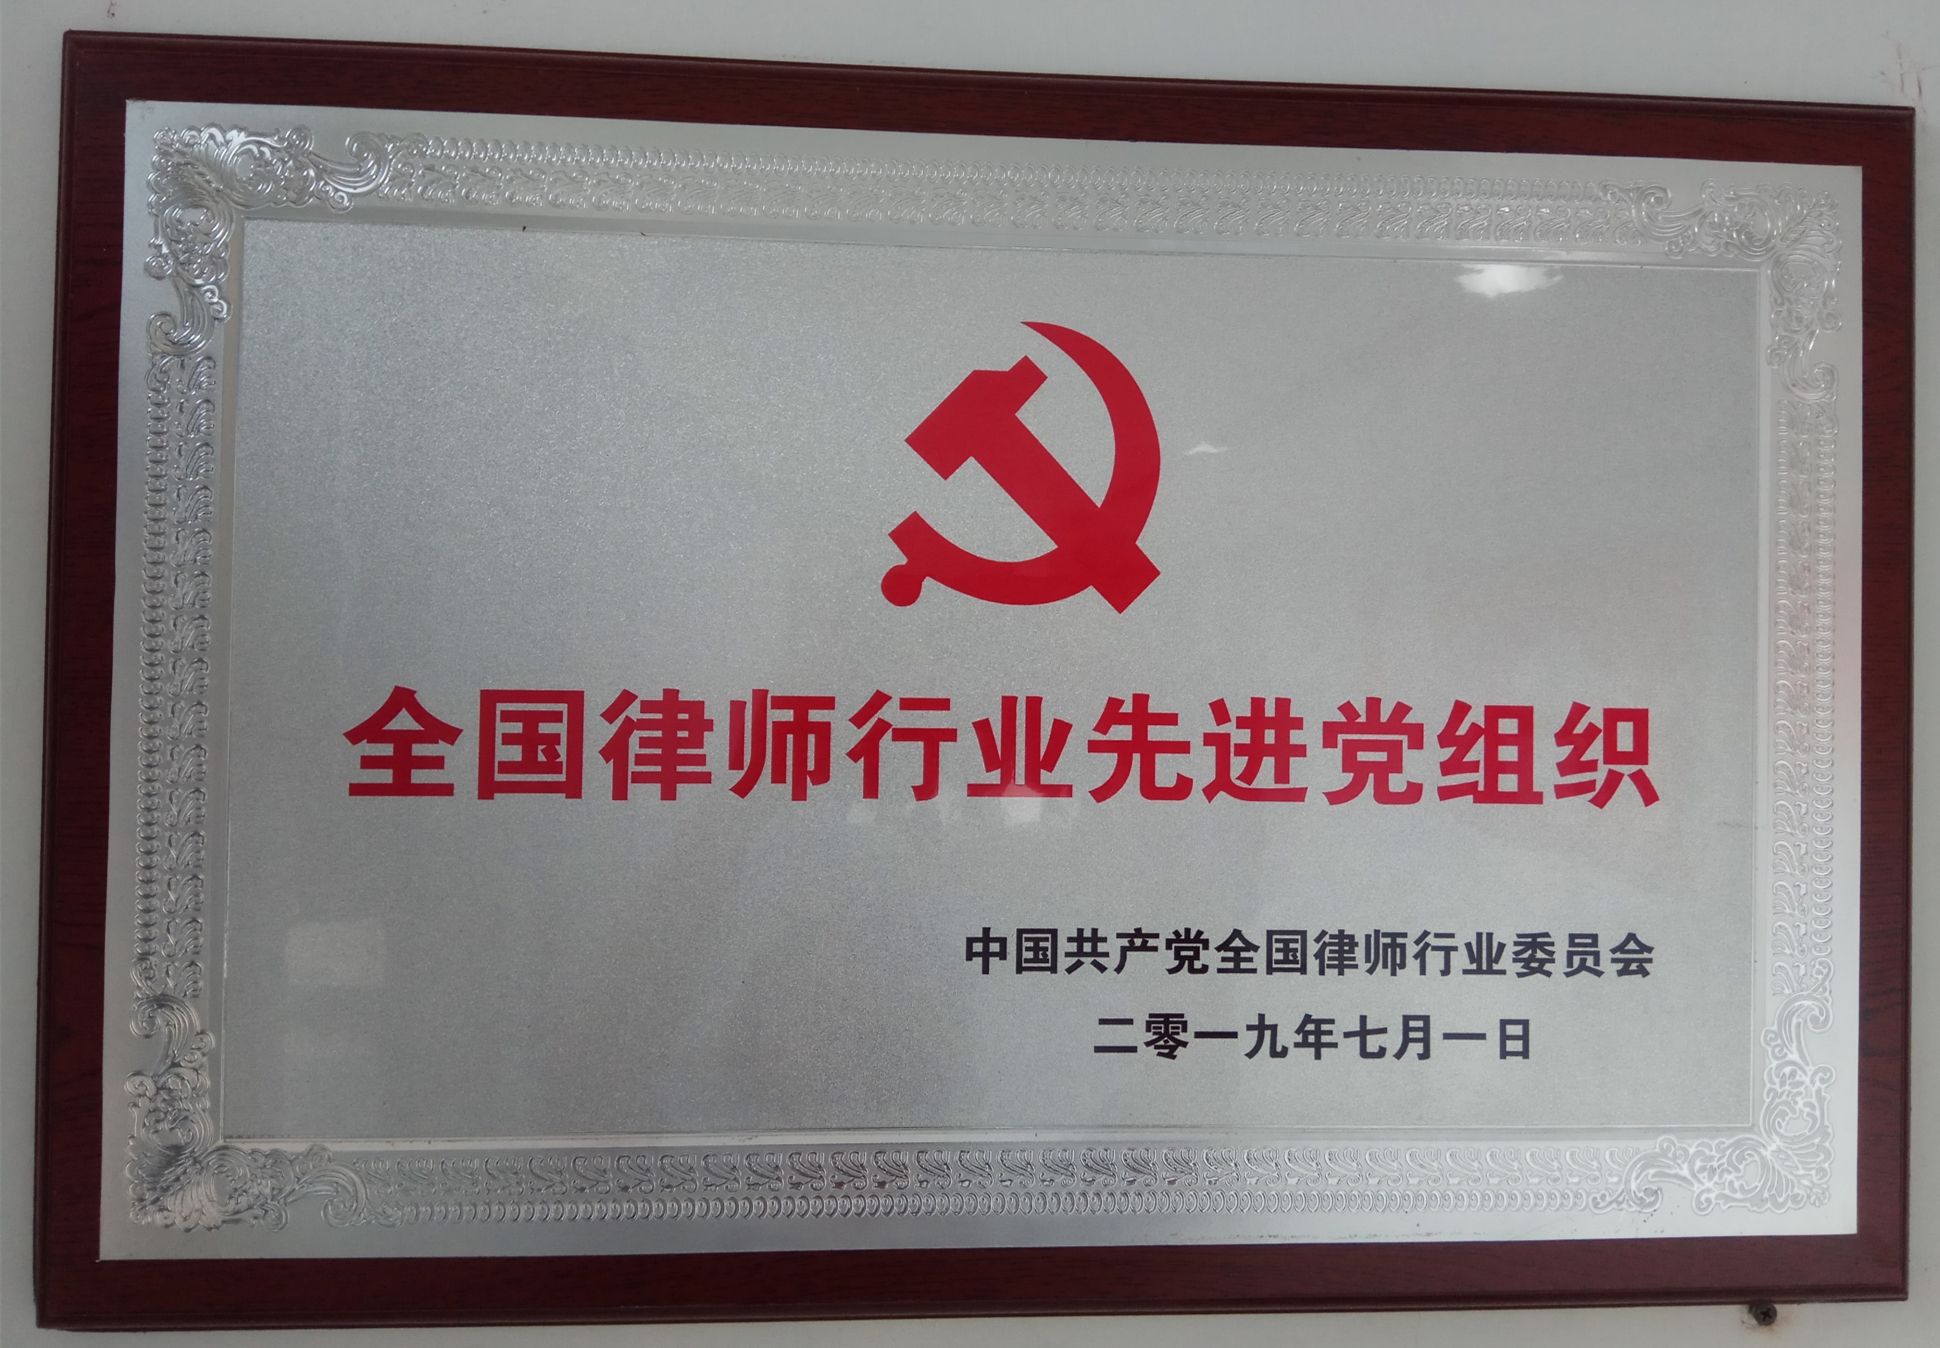 全国律师行业先进党组织
中国共产党全国律师行业委员会
二零一九年七月一日